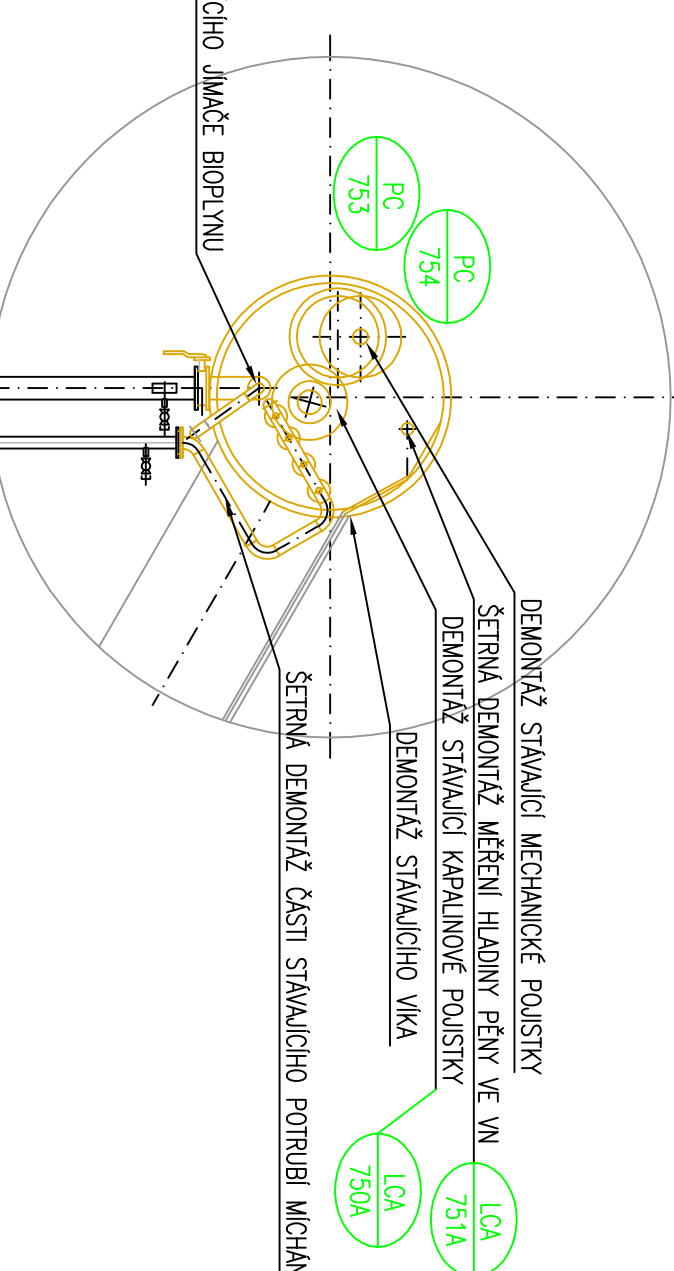 DEMONTÁŽ STÁVAJÍCÍ MECHANICKÉ POJISTKY
ŠETRNÁ DEMONTÁŽ MĚŘENÍ HLADINY PĚNY VE VN
DEMONTÁŽ STÁVAJÍCÍ KAPALINOVÉ POJISTKY
DEMONTÁŽ STÁVAJÍCÍHO VÍKA
ŠETRNÁ DEMONTÁŽ ČÁSTI STÁVAJÍCÍHO POTRUBÍ MÍCHÁN
CÍHO JÍMAČE BIOPLYNU
PC
754
PC
753
LCA
751A
LCA
750A